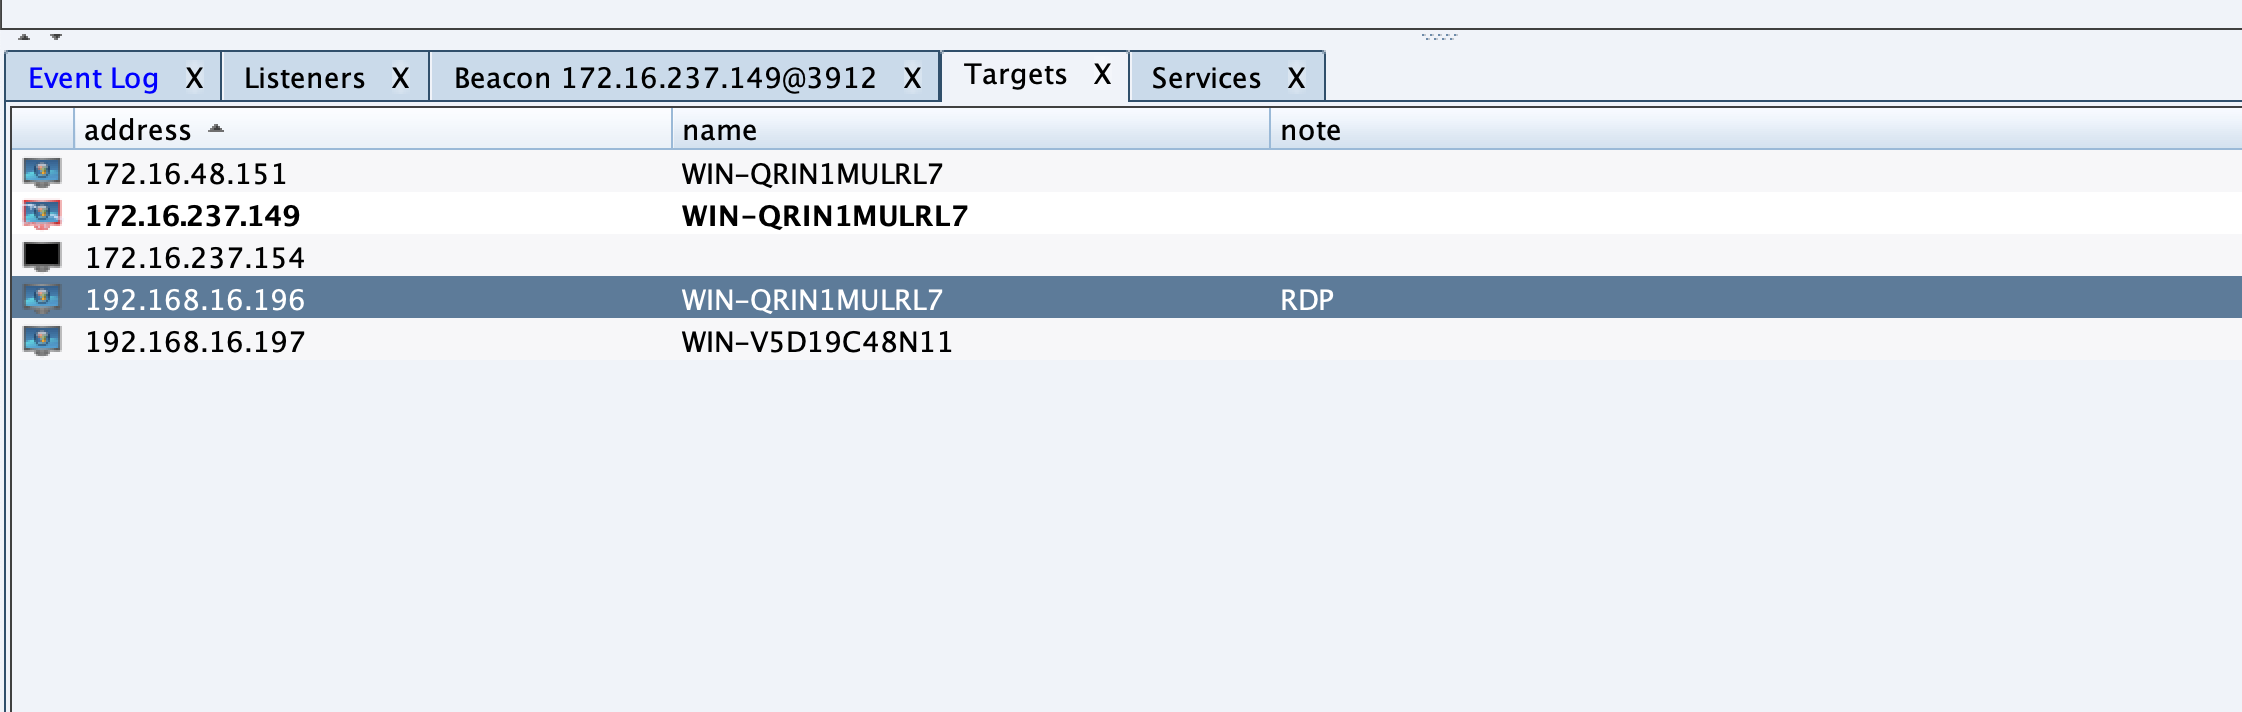 Event Log X Listeners X Beacon 172.16.237.149@3912 X Targets X Services X
address name note
172.16.48.151 WIN-QRIN1MULRL7
172.16.237.149 WIN-QRIN1MULRL7
172.16.237.154
192.168.16.196 WIN-QRIN1MULRL7 RDP
192.168.16.197 WIN-V5D19C48N11